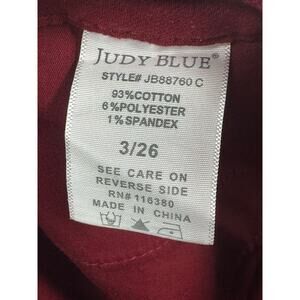 JUDY BLUE®
STYLE# JB88760 C
93%COTTON
6%POLYESTER
1%SPANDEX
3/26
SEE CARE ON
REVERSE SIDE
RN# 116380
MADE IN CHINA